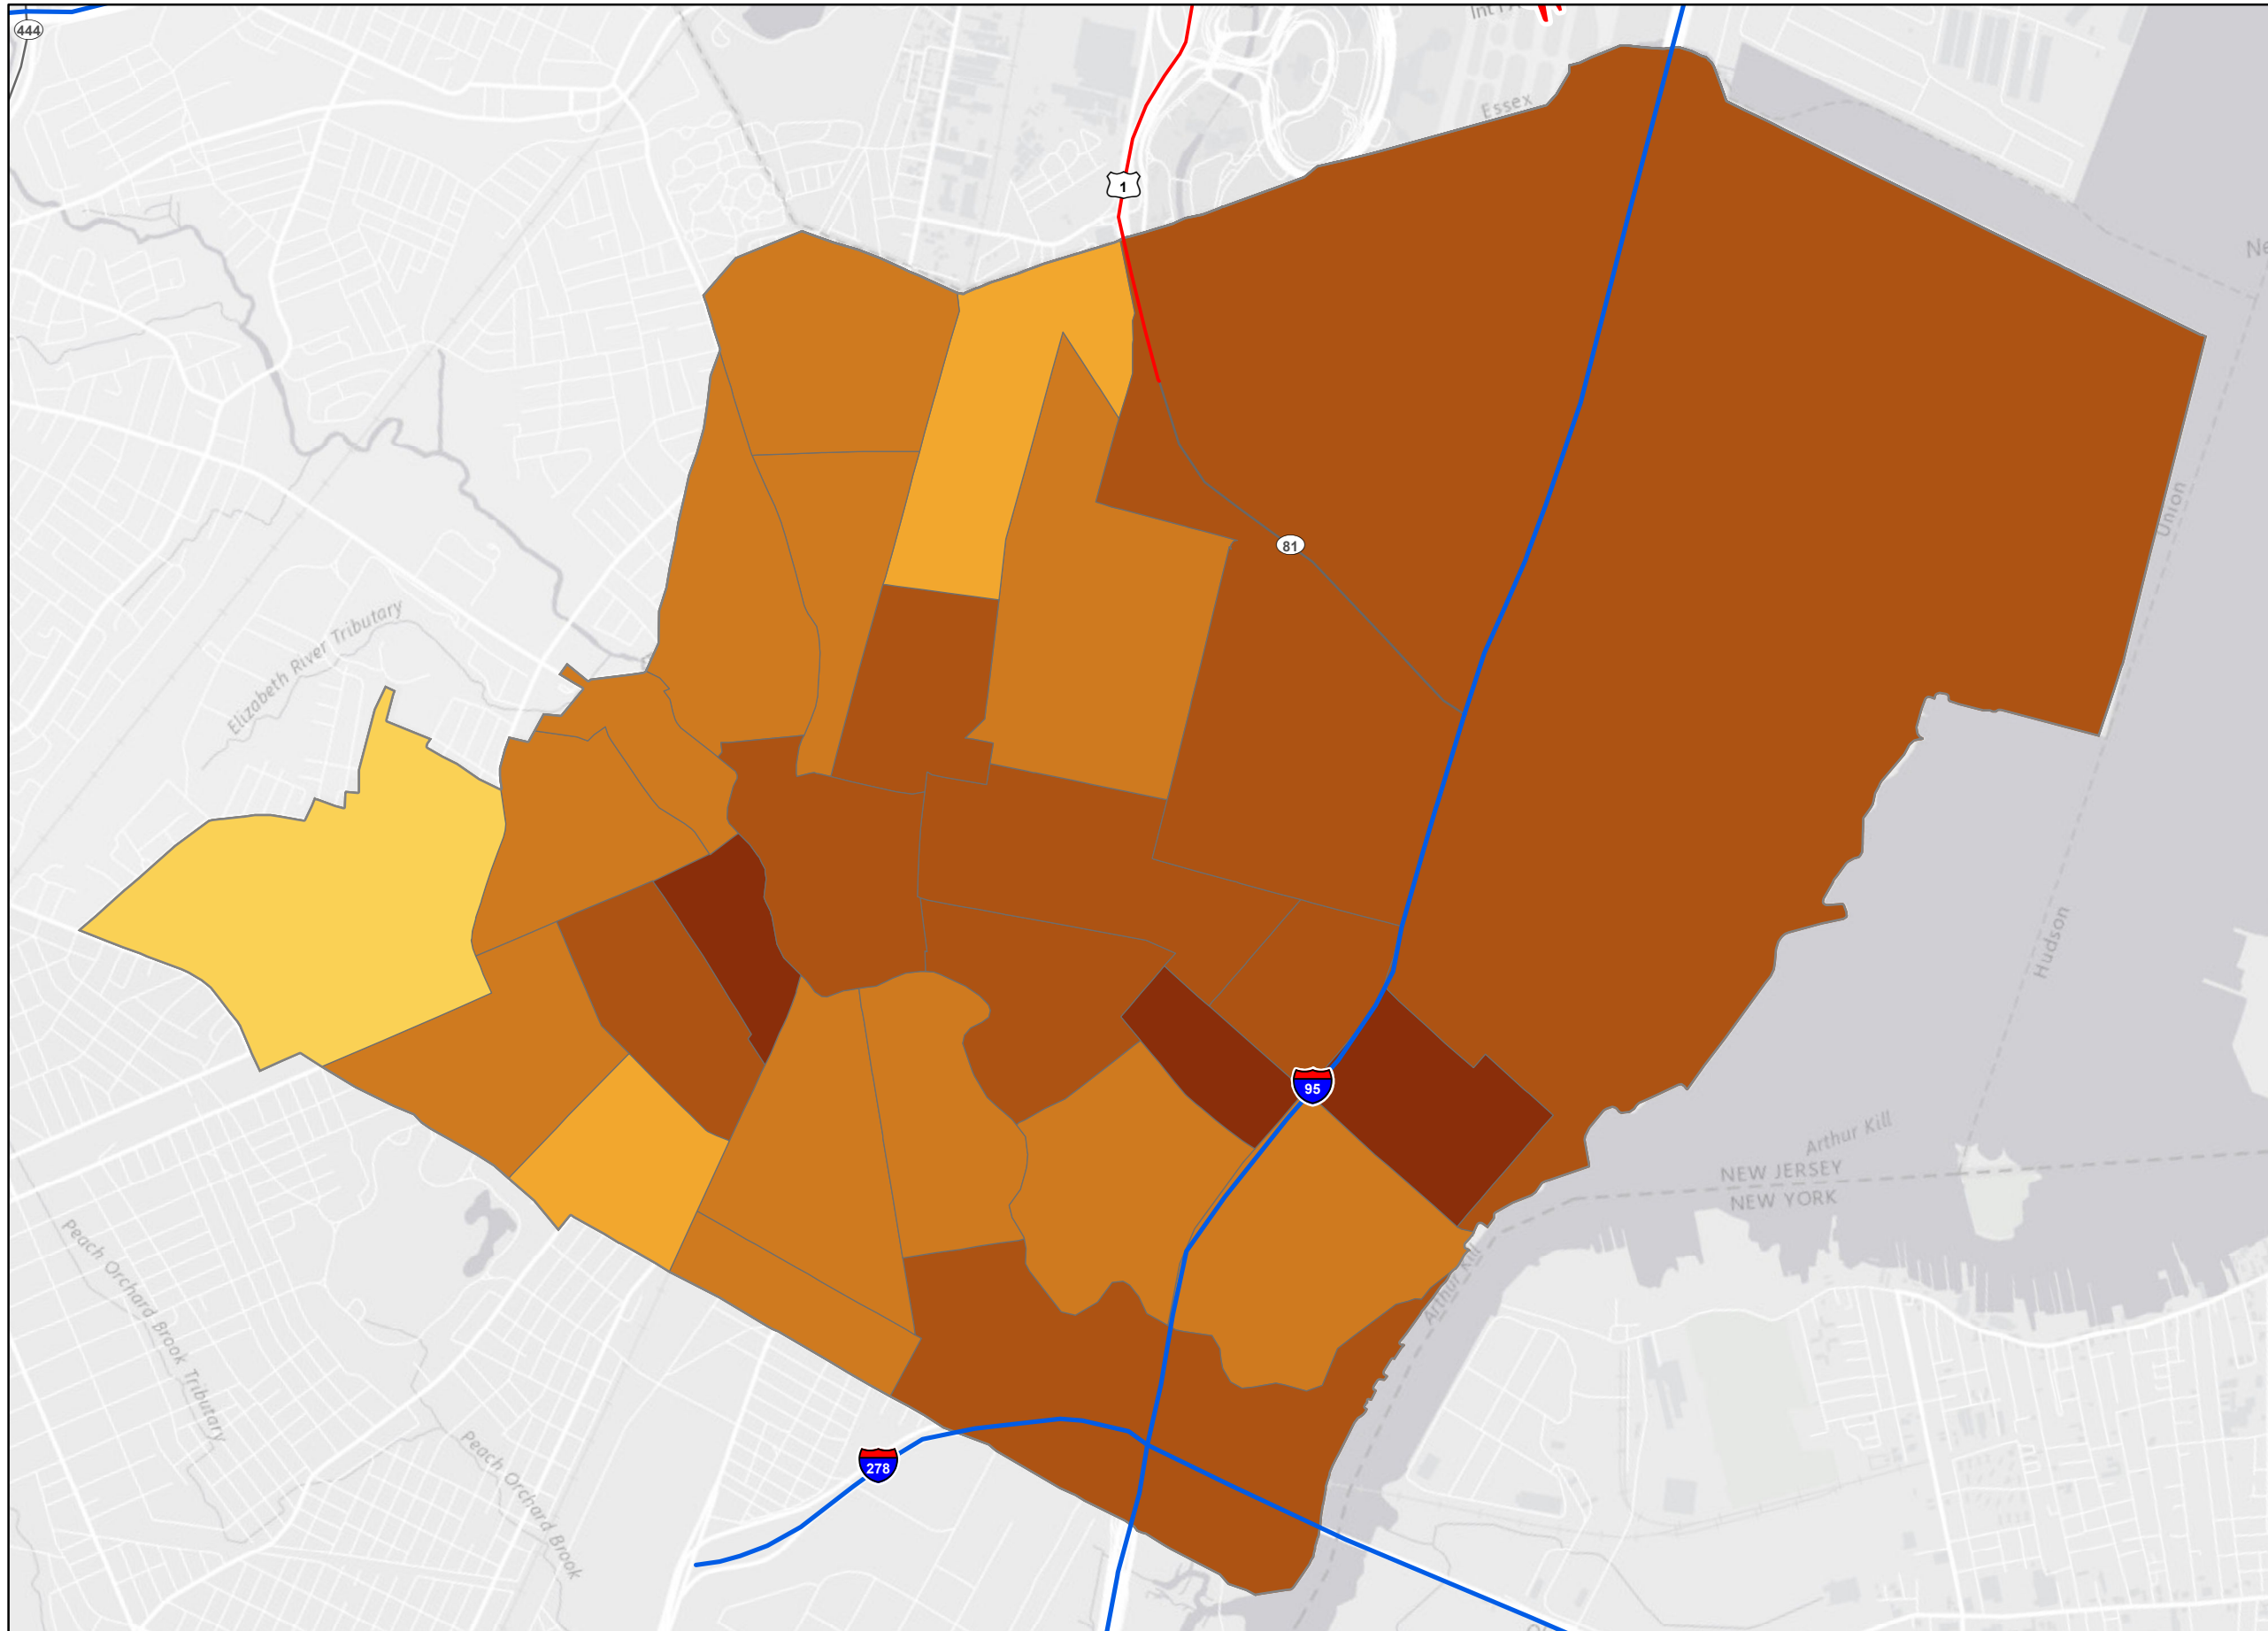 444
Essex
1
Ne
81
Union
Elizabeth River Tributary
Hudson
95
Arthur Kill
NEW JERSEY
NEW YORK
Peach Orchard Brook Tributary
Arthur Kill
278
Peach Orchard Brook